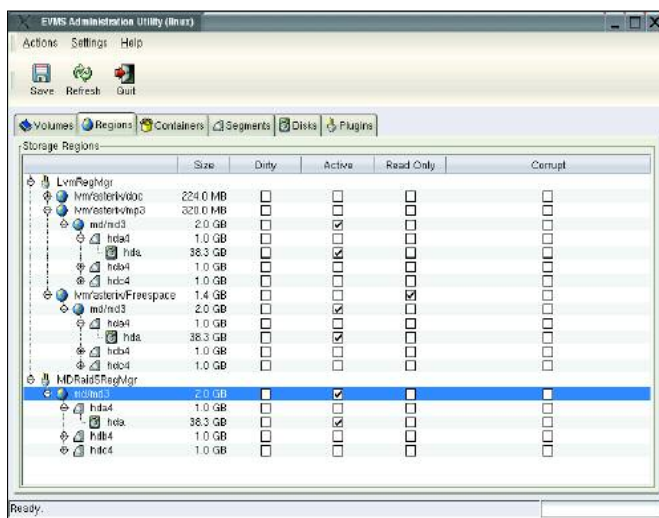 EVMS Administration Utility (linux)
Actions Settings Help
Save Refresh Quit
Volumes Regions Containers Segments Disks Plugins
Storage Regions
Size Dirty Active Read Only Corrupt
LvmRegMgr
lvm/asterix/doc 224.0 MB
lvm/asterix/mp3 320.0 MB
md/md3 2.0 GB
hda4 1.0 GB
hda 38.3 GB
hdb4 1.0 GB
hdc4 1.0 GB
lvm/asterix/Freespace 1.4 GB
md/md3 2.0 GB
hda4 1.0 GB
hda 38.3 GB
hdb4 1.0 GB
hdc4 1.0 GB
MDRaid5RegMgr
md/md3 2.0 GB
hda4 1.0 GB
hda 38.3 GB
hdb4 1.0 GB
hdc4 1.0 GB
Ready.